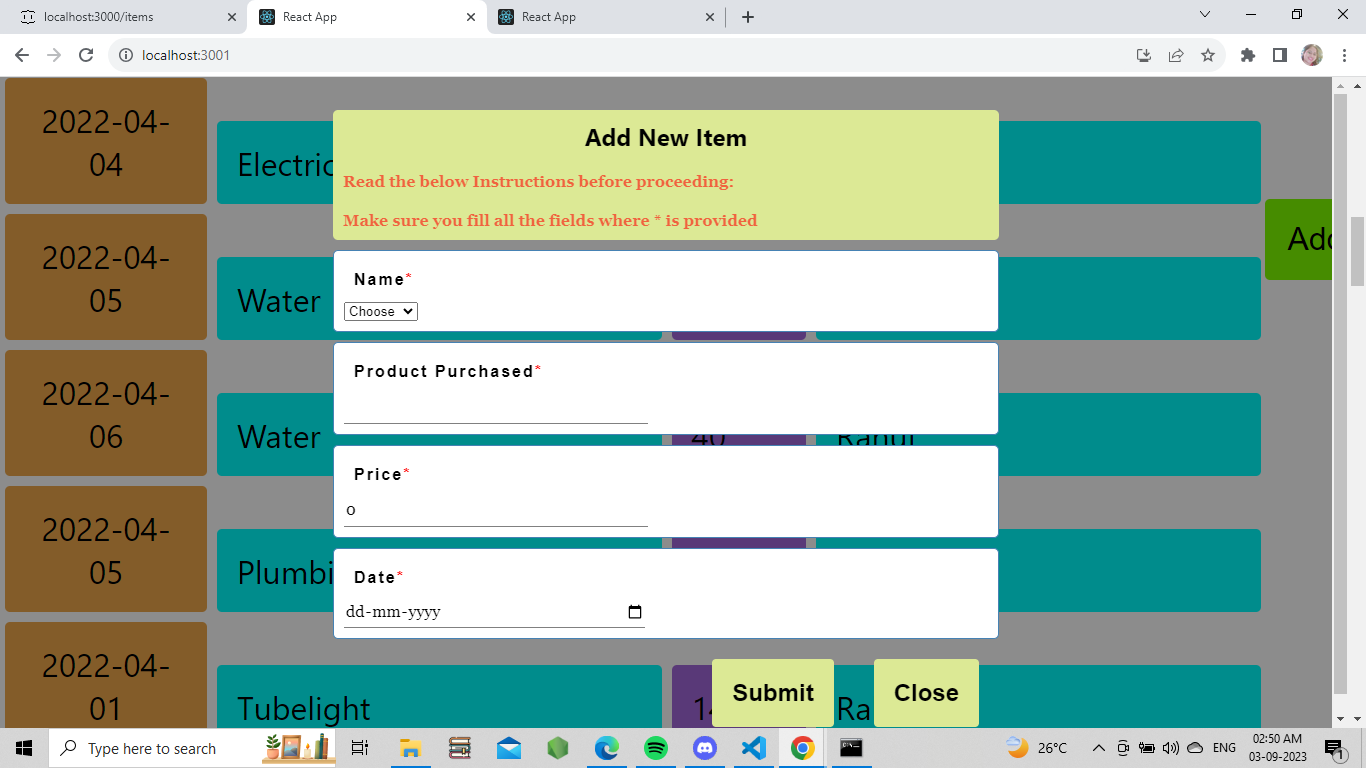 localhost:3000/items
React App
React App
localhost:3001
2022-04-
04
Electric
Add New Item
Read the below Instructions before proceeding:
Make sure you fill all the fields where * is provided
2022-04-
05
Water
Name*
Choose
2022-04-
06
Water
40
Rahul
Product Purchased*
Price*
0
2022-04-
05
Plumbi
Date*
dd-mm-yyyy
2022-04-
01
Tubelight
14
Ra
Submit
Close
Type here to search
26°C
ENG
02:50 AM
03-09-2023
1